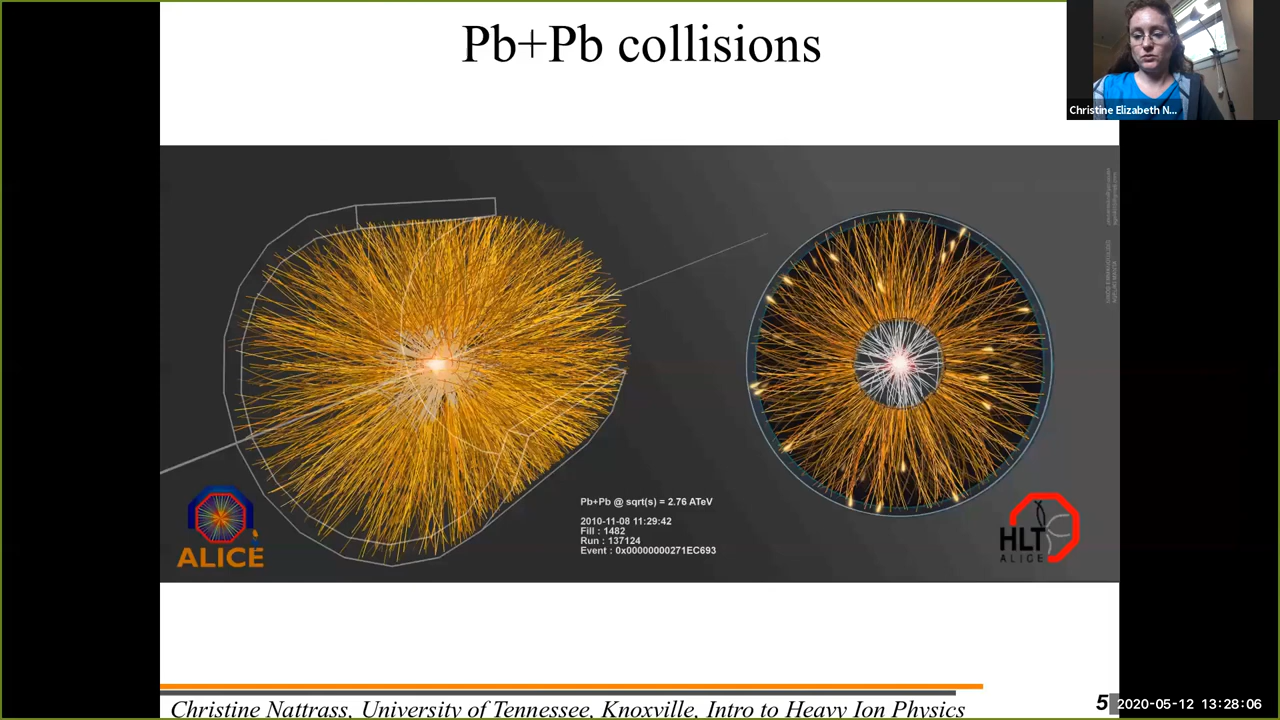 Pb+Pb collisions
Christine Elizabeth N...
Pb+Pb @ sqrt(s) = 2.76 ATeV
2010-11-08 11:29:42
Fill : 1482
Run : 137124
Event : 0x00000000271EC693
ALICE
HLT
ALICE
Christine Nattrass, University of Tennessee, Knoxville, Intro to Heavy Ion Physics
5
2020-05-12 13:28:06